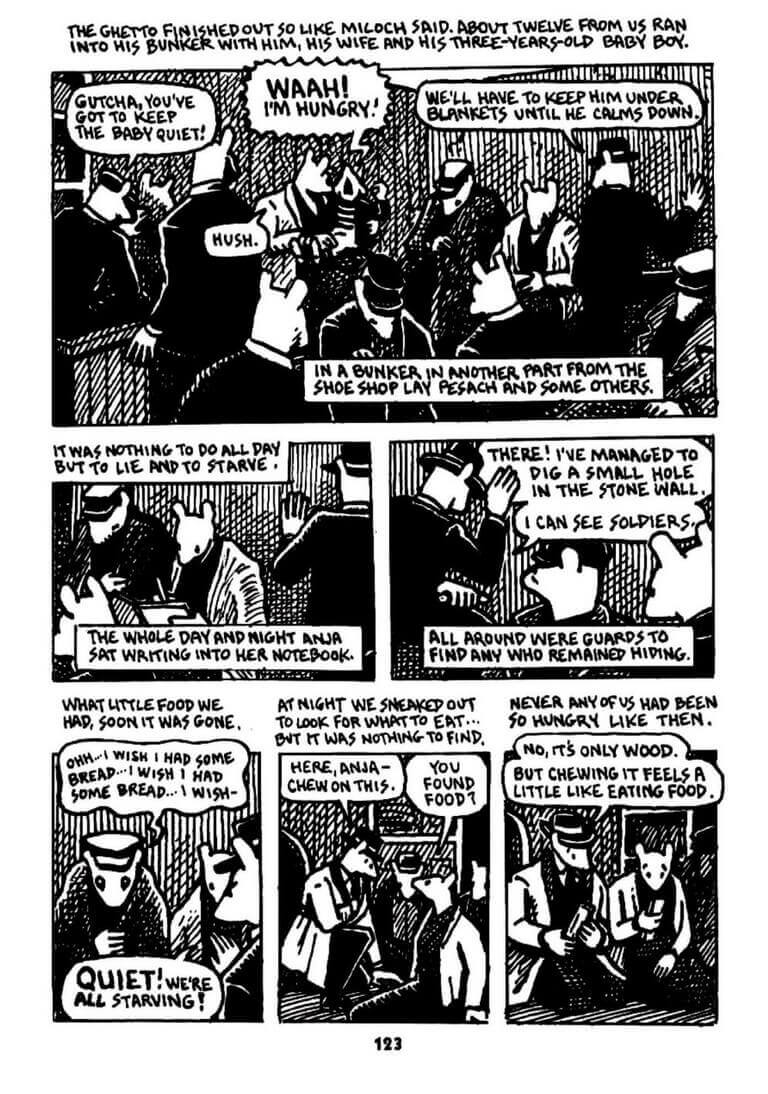 THE GHETTO FINISHED OUT SO LIKE MILOCH SAID. ABOUT TWELVE FROM US RAN
INTO HIS BUNKER WITH HIM, HIS WIFE AND HIS THREE-YEARS-OLD BABY BOY.
GUTCHA, YOU'VE
GOT TO KEEP
THE BABY QUIET!
WAAH!
I'M HUNGRY!
WE'LL HAVE TO KEEP HIM UNDER
BLANKETS UNTIL HE CALMS DOWN.
HUSH.
IN A BUNKER IN ANOTHER PART FROM THE
SHOE SHOP LAY PESACH AND SOME OTHERS.
IT WAS NOTHING TO DO ALL DAY
BUT TO LIE AND TO STARVE.
THE WHOLE DAY AND NIGHT ANJA
SAT WRITING INTO HER NOTEBOOK.
THERE! I'VE MANAGED TO
DIG A SMALL HOLE
IN THE STONE WALL.
I CAN SEE SOLDIERS.
ALL AROUND WERE GUARDS TO
FIND ANY WHO REMAINED HIDING.
WHAT LITTLE FOOD WE
HAD, SOON IT WAS GONE.
OHH...I WISH I HAD SOME
BREAD...I WISH I HAD
SOME BREAD...I WISH-
QUIET! WE'RE
ALL STARVING!
AT NIGHT WE SNEAKED OUT
TO LOOK FOR WHAT TO EAT...
BUT IT WAS NOTHING TO FIND.
HERE, ANJA-
CHEW ON THIS.
YOU
FOUND
FOOD?
NEVER ANY OF US HAD BEEN
SO HUNGRY LIKE THEN.
NO, IT'S ONLY WOOD.
BUT CHEWING IT FEELS A
LITTLE LIKE EATING FOOD.
123